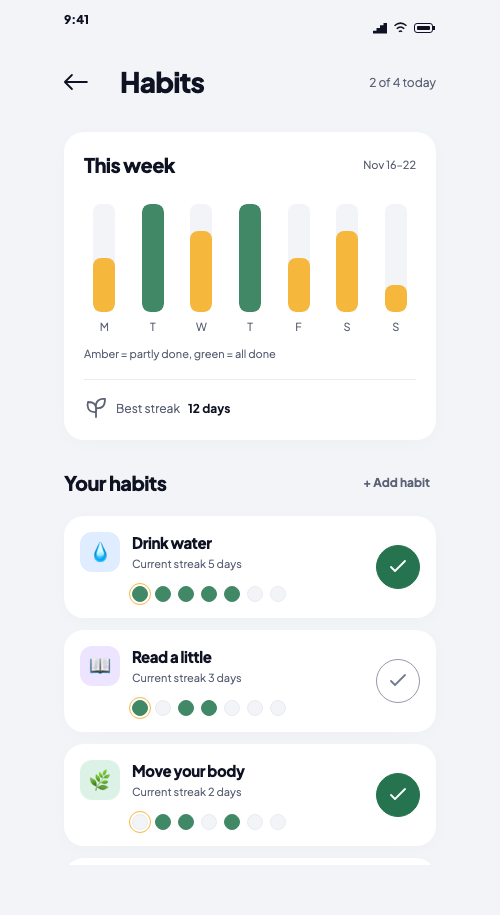 9:41
Habits
2 of 4 today
This week
Nov 16–22
M T W T F S S
Amber = partly done, green = all done
Best streak 12 days
Your habits
+ Add habit
Drink water
Current streak 5 days
Read a little
Current streak 3 days
Move your body
Current streak 2 days